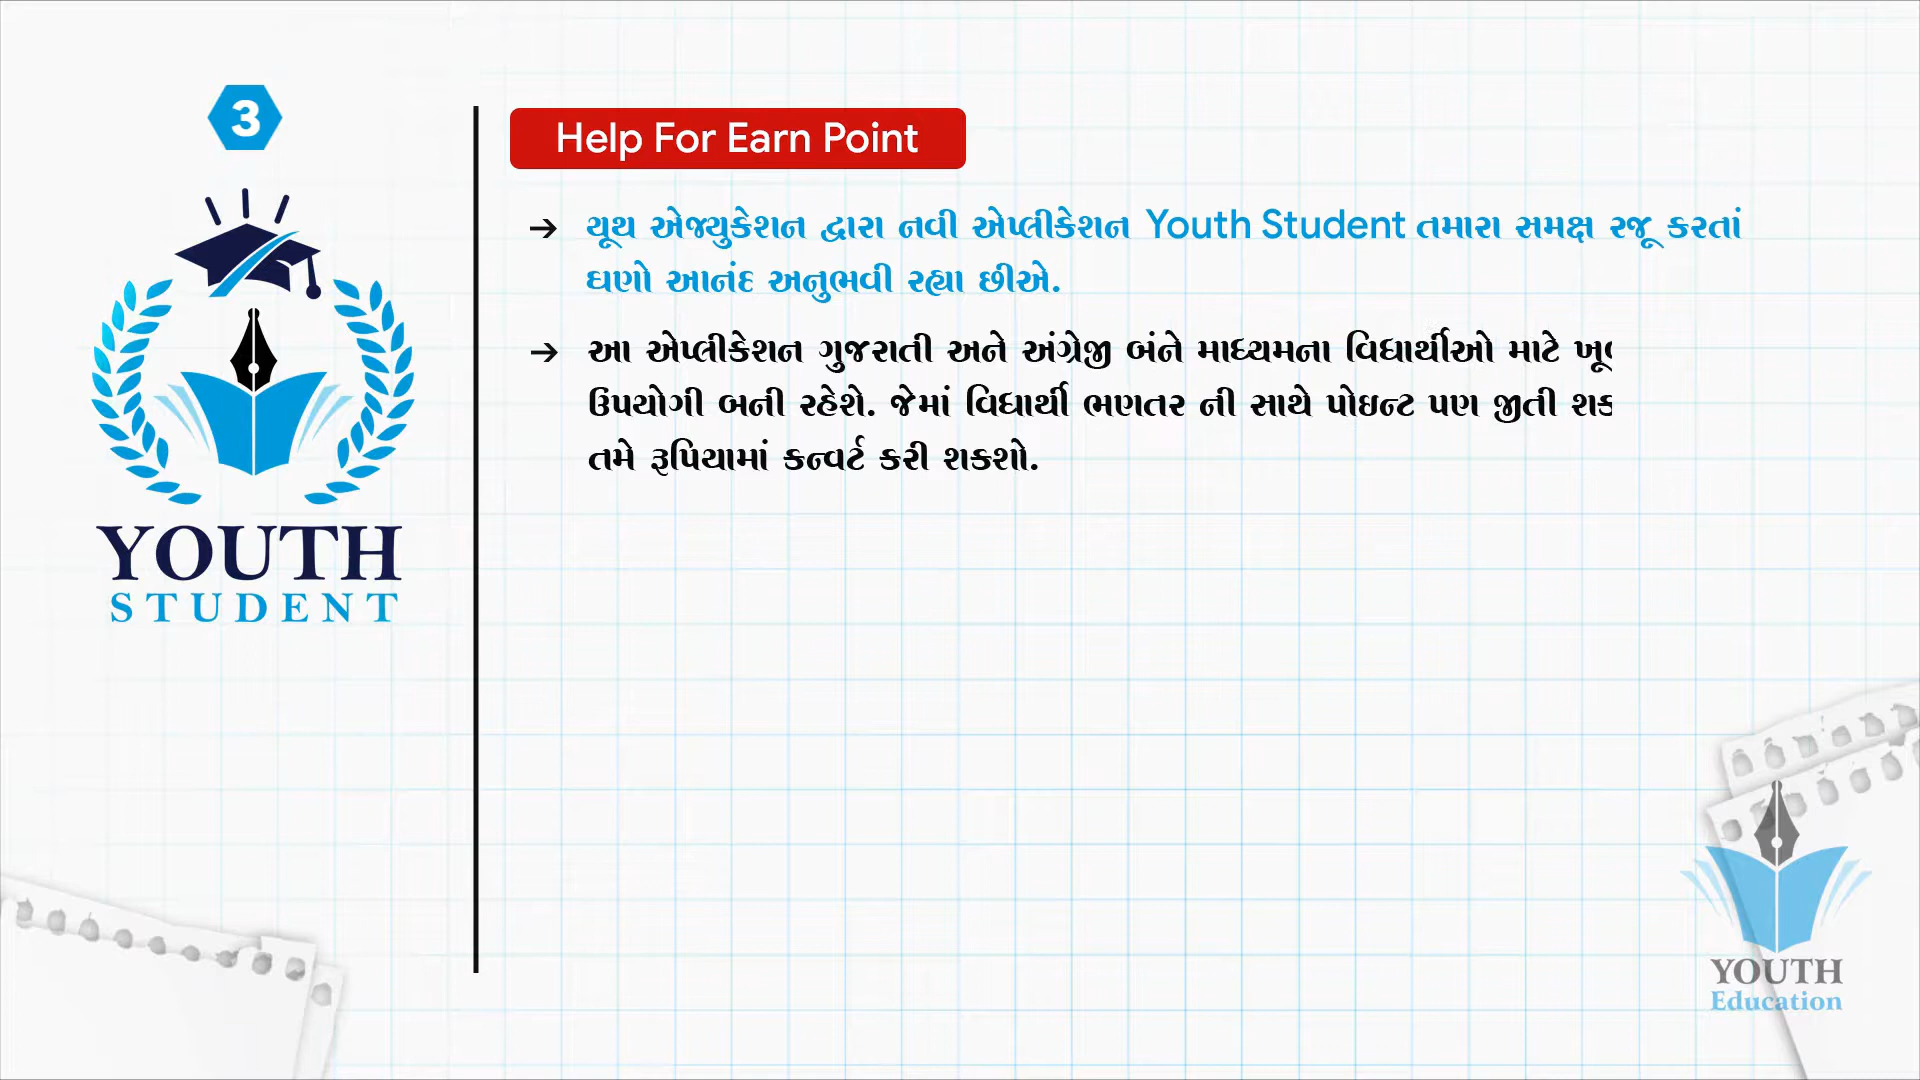 3
Help For Earn Point
→ યૂથ એજ્યુકેશન દ્વારા નવી એપ્લીકેશન Youth Student તમારા સમક્ષ રજૂ કરતાં
ઘણો આનંદ અનુભવી રહ્યા છીએ.
→ આ એપ્લીકેશન ગુજરાતી અને અંગ્રેજી બંને માધ્યમના વિધાર્થીઓ માટે
ઉપયોગી બની રહેશે. જેમાં વિધાર્થી ભણતર ની સાથે પોઇન્ટ પણ જીતી
તમે રૂપિયામાં કન્વર્ટ કરી શકશો.
YOUTH
STUDENT
YOUTH
Education